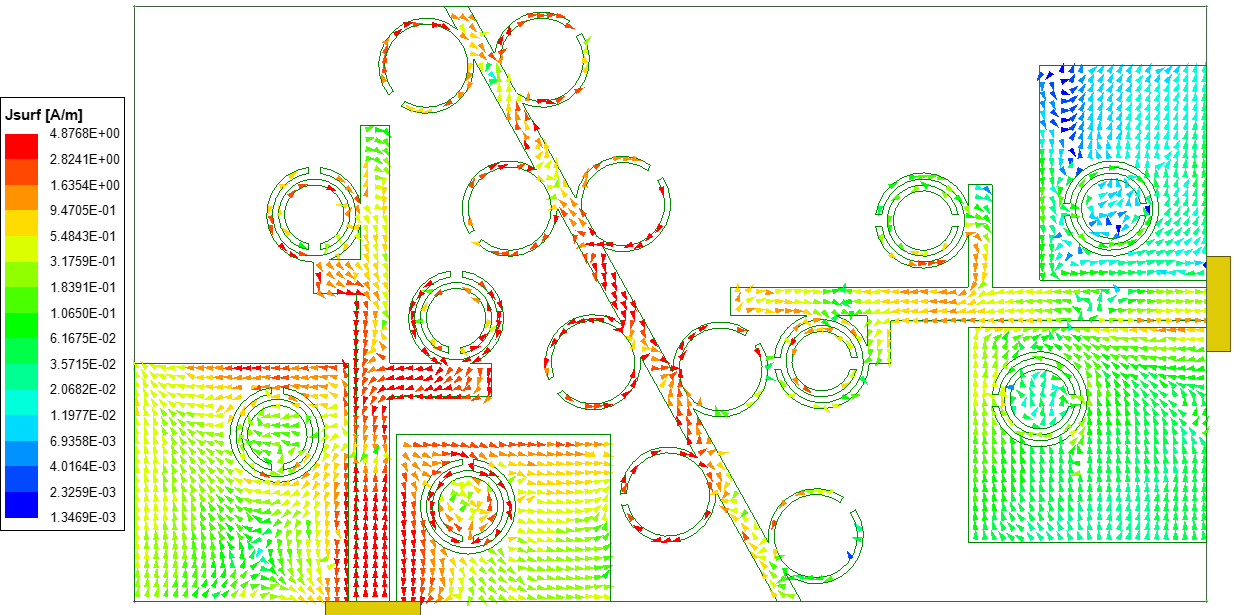 Jsurf [A/m]
4.8768E+00
2.8241E+00
1.6354E+00
9.4705E-01
5.4843E-01
3.1759E-01
1.8391E-01
1.0650E-01
6.1675E-02
3.5715E-02
2.0682E-02
1.1977E-02
6.9358E-03
4.0164E-03
2.3259E-03
1.3469E-03